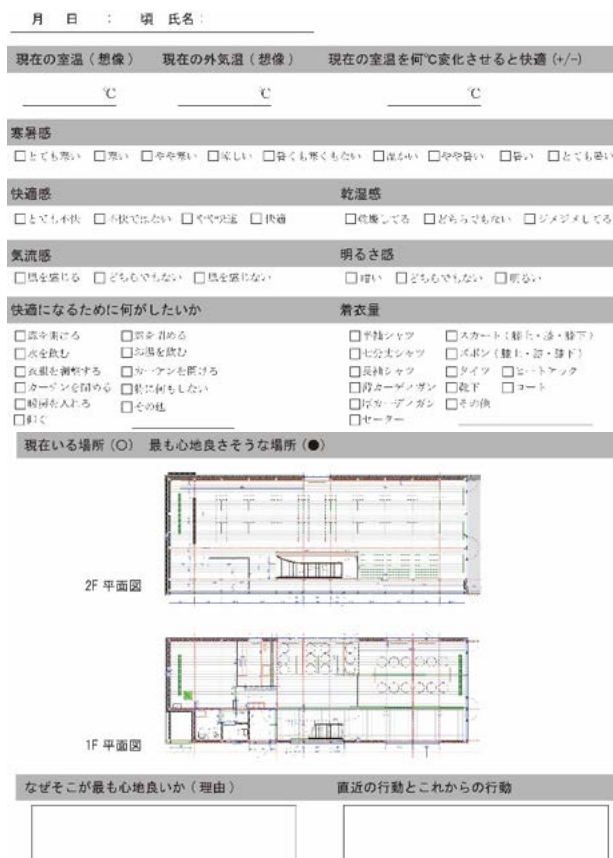 月 日 : 頃 氏名:
現在の室温(想像) 現在の外気温(想像) 現在の室温を何℃変化させると快適(+/-)
℃ ℃ ℃
寒暑感
□とても寒い □寒い □やや寒い □涼しい □暑くも寒くもない □温かい □やや暑い □暑い □とても暑い
快適感 乾湿感
□とても不快 □不快ではない □やや快適 □快適 □乾燥してる □どちらでもない □ジメジメしてる
気流感 明るさ感
□風を感じる □どちらでもない □風を感じない □暗い □どちらでもない □明るい
快適になるために何がしたいか 着衣量
□窓を開ける □窓を閉める □半袖シャツ □スカート(膝上・膝・膝下)
□水を飲む □お湯を飲む □七分丈シャツ □ズボン(膝上・膝・膝下)
□衣服を調整する □カーテンを開ける □長袖シャツ □タイツ □ヒートテック
□カーテンを閉める □特に何もしない □薄カーディガン □靴下 □コート
□暖房を入れる □その他 □厚カーディガン □その他
□仰ぐ □セーター
現在いる場所(○) 最も心地良さそうな場所(●)
2F 平面図
1F 平面図
なぜそこが最も心地良いか(理由) 直近の行動とこれからの行動